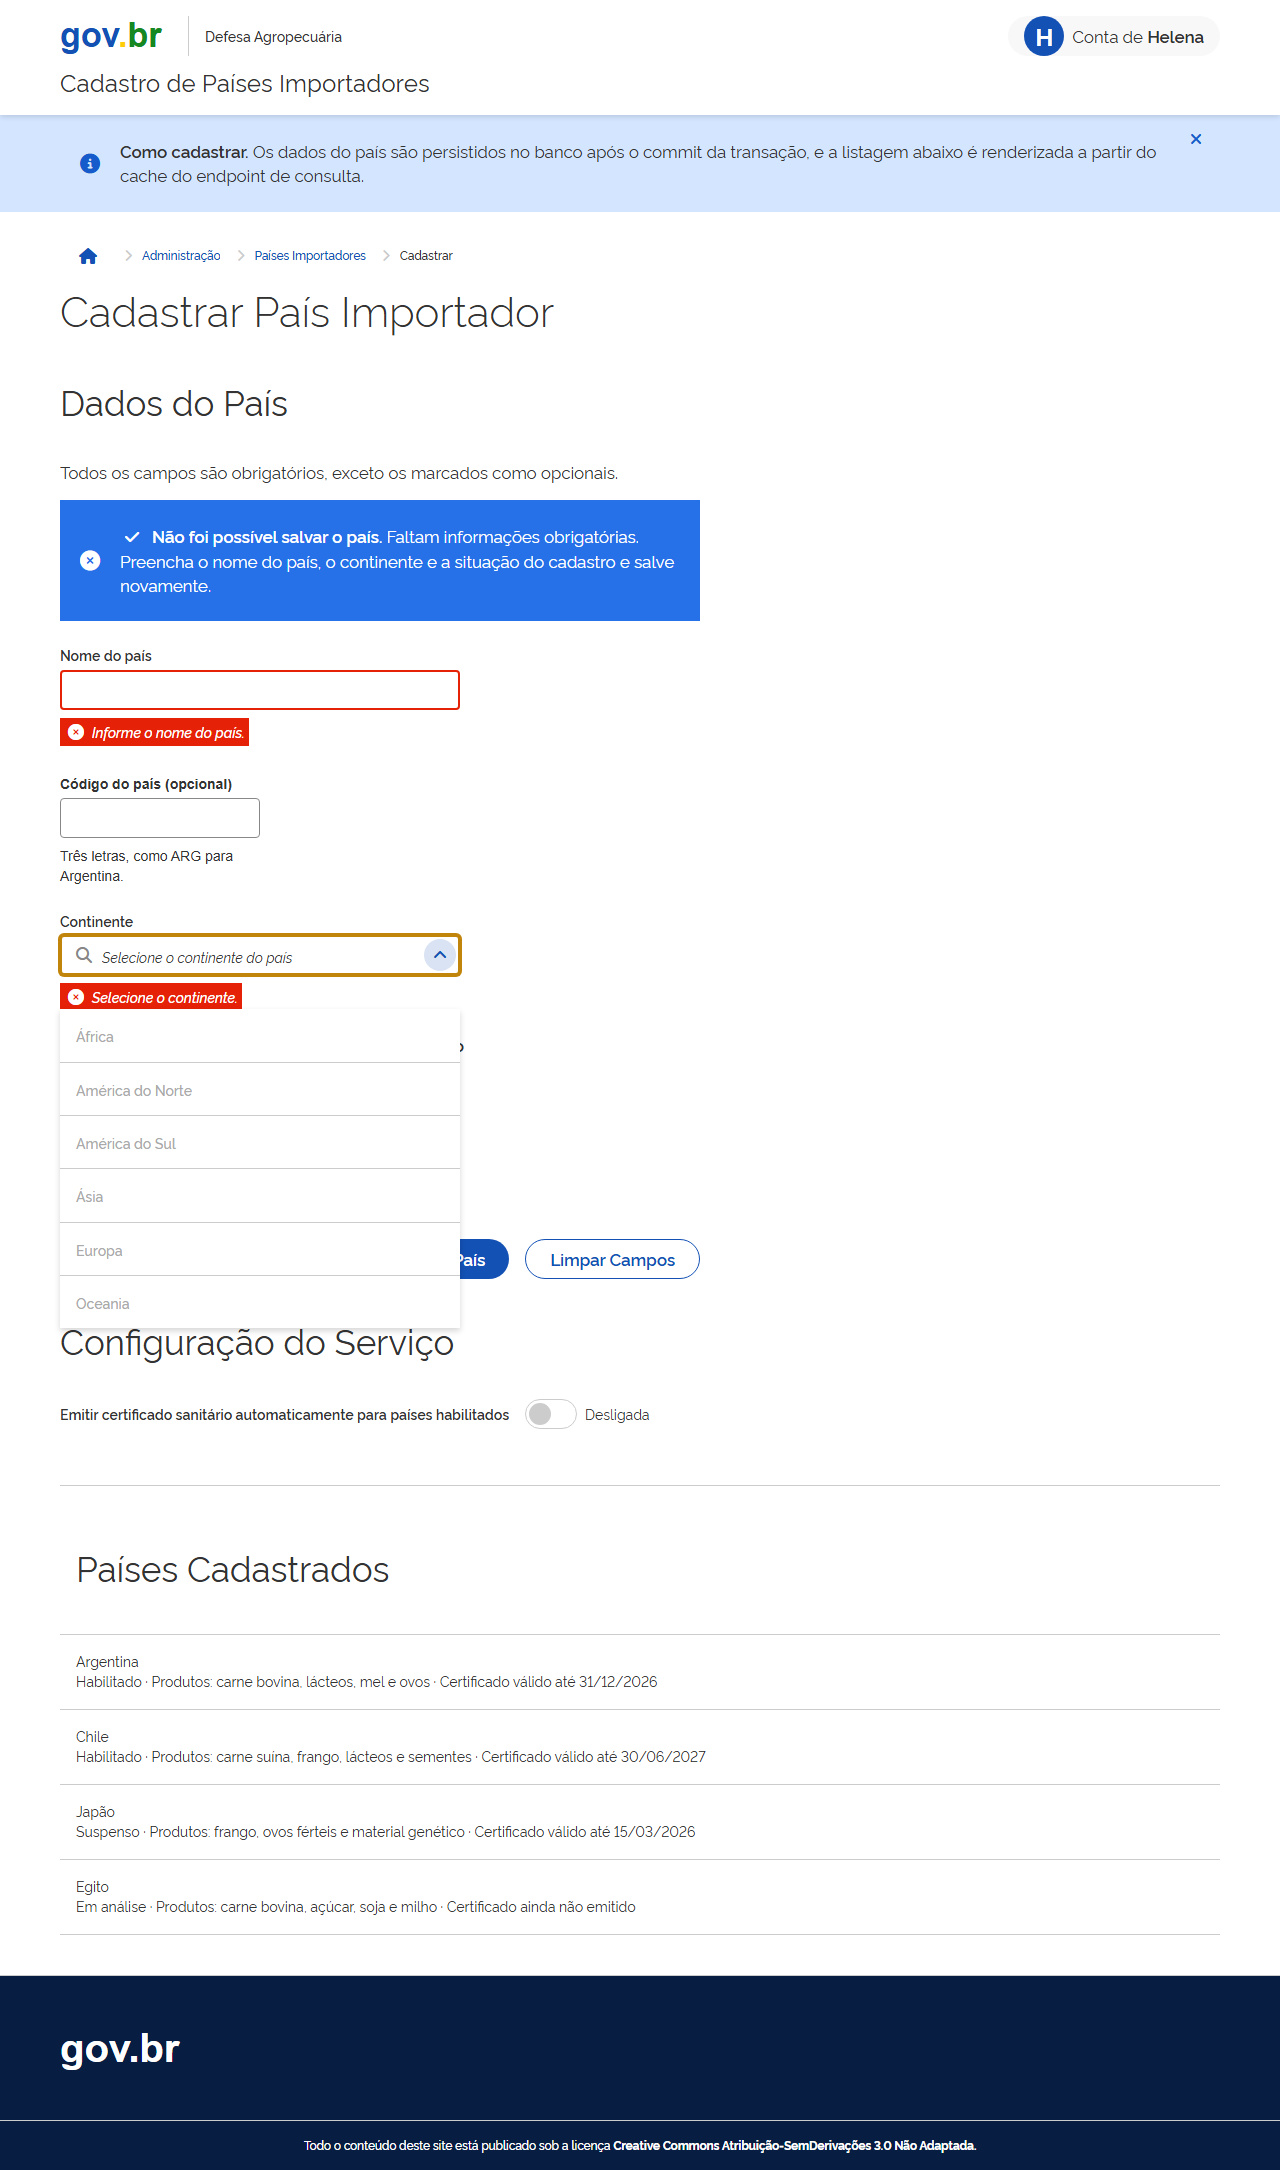 gov.br
Defesa Agropecuária
H
Conta de Helena
Cadastro de Países Importadores
Como cadastrar. Os dados do país são persistidos no banco após o commit da transação, e a listagem abaixo é renderizada a partir do
cache do endpoint de consulta.
Administração
Países Importadores
Cadastrar
Cadastrar País Importador
Dados do País
Todos os campos são obrigatórios, exceto os marcados como opcionais.
Não foi possível salvar o país. Faltam informações obrigatórias.
Preencha o nome do país, o continente e a situação do cadastro e salve
novamente.
Nome do país
Informe o nome do país.
Código do país (opcional)
Três letras, como ARG para
Argentina.
Continente
Selecione o continente do país
Selecione o continente.
África
América do Norte
América do Sul
Ásia
Europa
Oceania
País
Limpar Campos
Configuração do Serviço
Emitir certificado sanitário automaticamente para países habilitados
Desligada
Países Cadastrados
Argentina
Habilitado · Produtos: carne bovina, lácteos, mel e ovos · Certificado válido até 31/12/2026
Chile
Habilitado · Produtos: carne suína, frango, lácteos e sementes · Certificado válido até 30/06/2027
Japão
Suspenso · Produtos: frango, ovos férteis e material genético · Certificado válido até 15/03/2026
Egito
Em análise · Produtos: carne bovina, açúcar, soja e milho · Certificado ainda não emitido
gov.br
Todo o conteúdo deste site está publicado sob a licença Creative Commons Atribuição-SemDerivações 3.0 Não Adaptada.